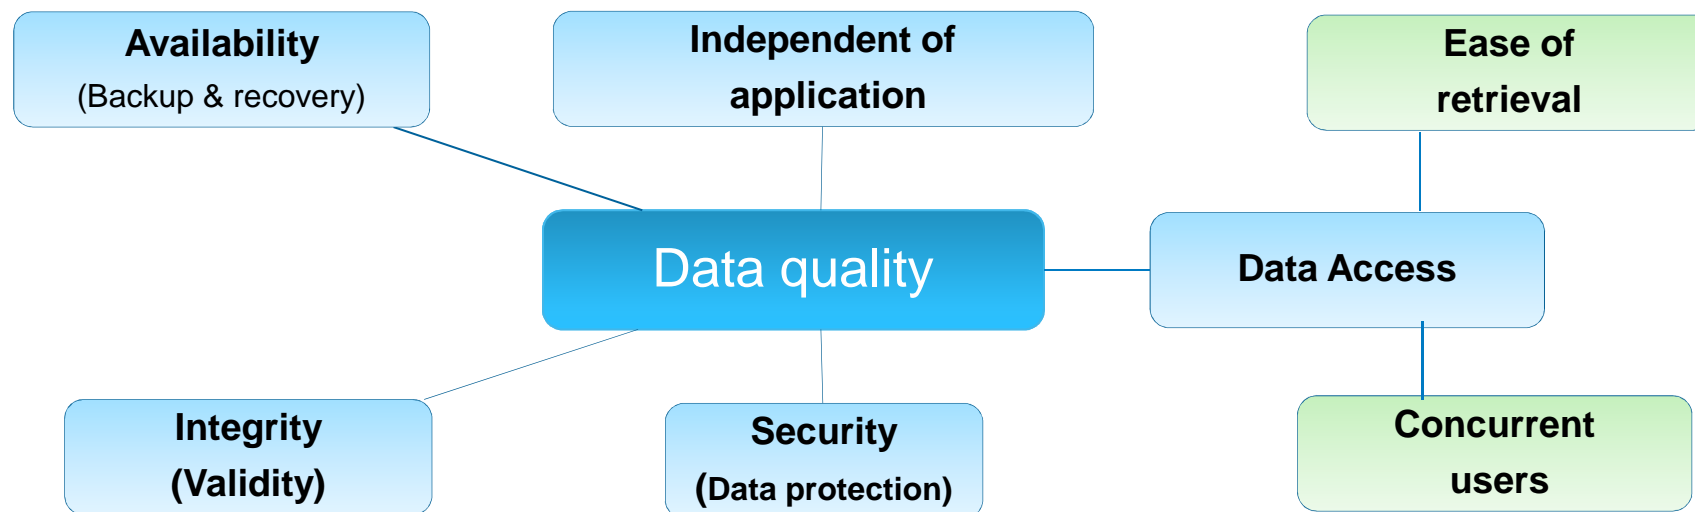 Availability
(Backup & recovery)
Independent of
application
Ease of
retrieval
Data quality
Data Access
Integrity
(Validity)
Security
(Data protection)
Concurrent
users